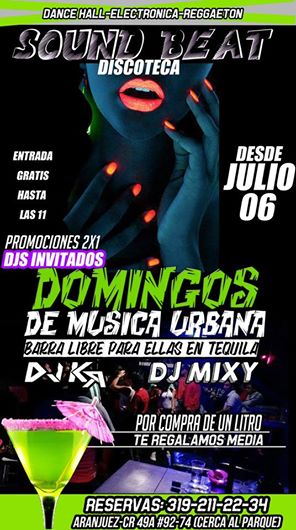 DANCE HALL-ELECTRONICA-REGGAETON
SOUND BEAT
DISCOTECA
ENTRADA
GRATIS
HASTA
LAS 11
DESDE
JULIO
06
PROMOCIONES 2X1
DJS INVITADOS
DOMINGOS
DE MUSICA URBANA
BARRA LIBRE PARA ELLAS EN TEQUILA
DJ MIXY
POR COMPRA DE UN LITRO
TE REGALAMOS MEDIA
RESERVAS: 319-211-22-34
ARANJUEZ-CR 49A #92-74 (CERCA AL PARQUE)